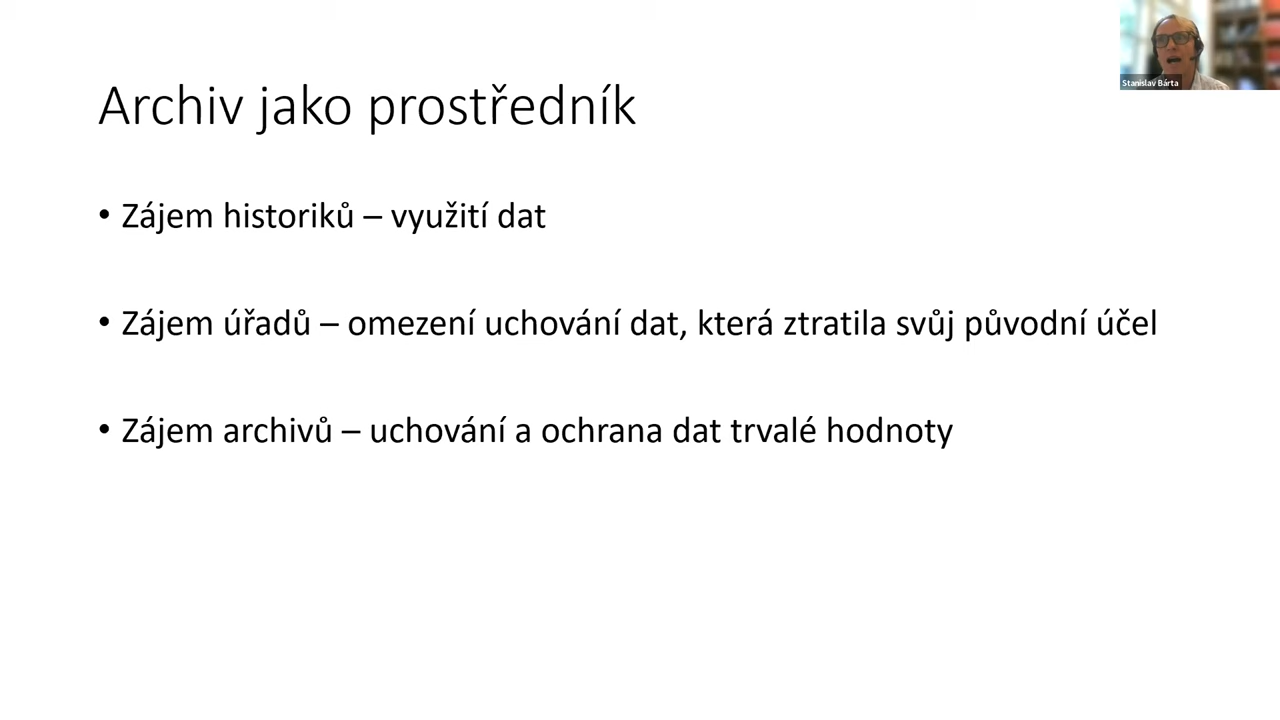 Stanislav Bárta
Archiv jako prostředník
• Zájem historiků – využití dat
• Zájem úřadů – omezení uchování dat, která ztratila svůj původní účel
• Zájem archivů – uchování a ochrana dat trvalé hodnoty